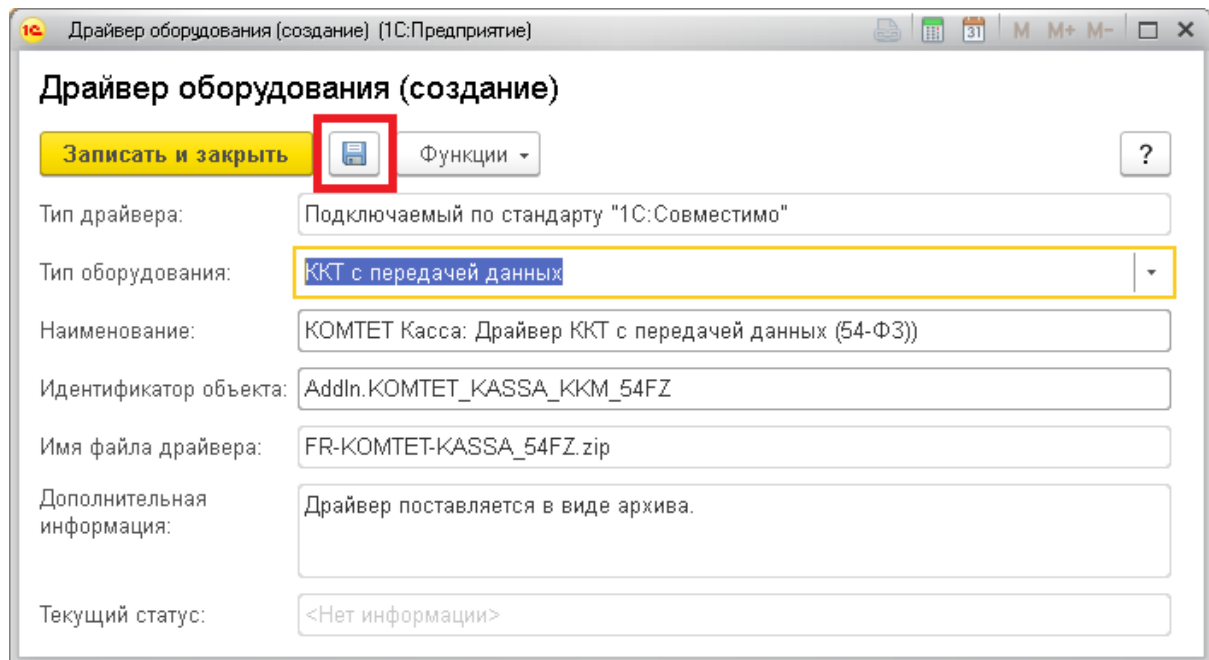 1С Драйвер оборудования (создание) (1С:Предприятие) 31 M M+ M-
Драйвер оборудования (создание)
Записать и закрыть Функции ?
Тип драйвера: Подключаемый по стандарту "1С:Совместимо"
Тип оборудования: ККТ с передачей данных
Наименование: КОМТЕТ Касса: Драйвер ККТ с передачей данных (54-ФЗ))
Идентификатор объекта: AddIn.KOMTET_KASSA_KKM_54FZ
Имя файла драйвера: FR-KOMTET-KASSA_54FZ.zip
Дополнительная
информация:
Драйвер поставляется в виде архива.
Текущий статус: <Нет информации>